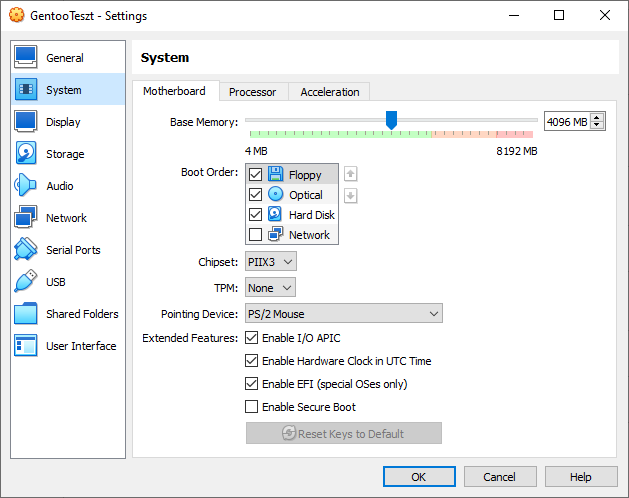 GentooTeszt - Settings
General
System
Display
Storage
Audio
Network
Serial Ports
USB
Shared Folders
User Interface
System
Motherboard Processor Acceleration
Base Memory: 4096 MB
4 MB 8192 MB
Boot Order: Floppy
Optical
Hard Disk
Network
Chipset: PIIX3
TPM: None
Pointing Device: PS/2 Mouse
Extended Features: Enable I/O APIC
Enable Hardware Clock in UTC Time
Enable EFI (special OSes only)
Enable Secure Boot
Reset Keys to Default
OK Cancel Help